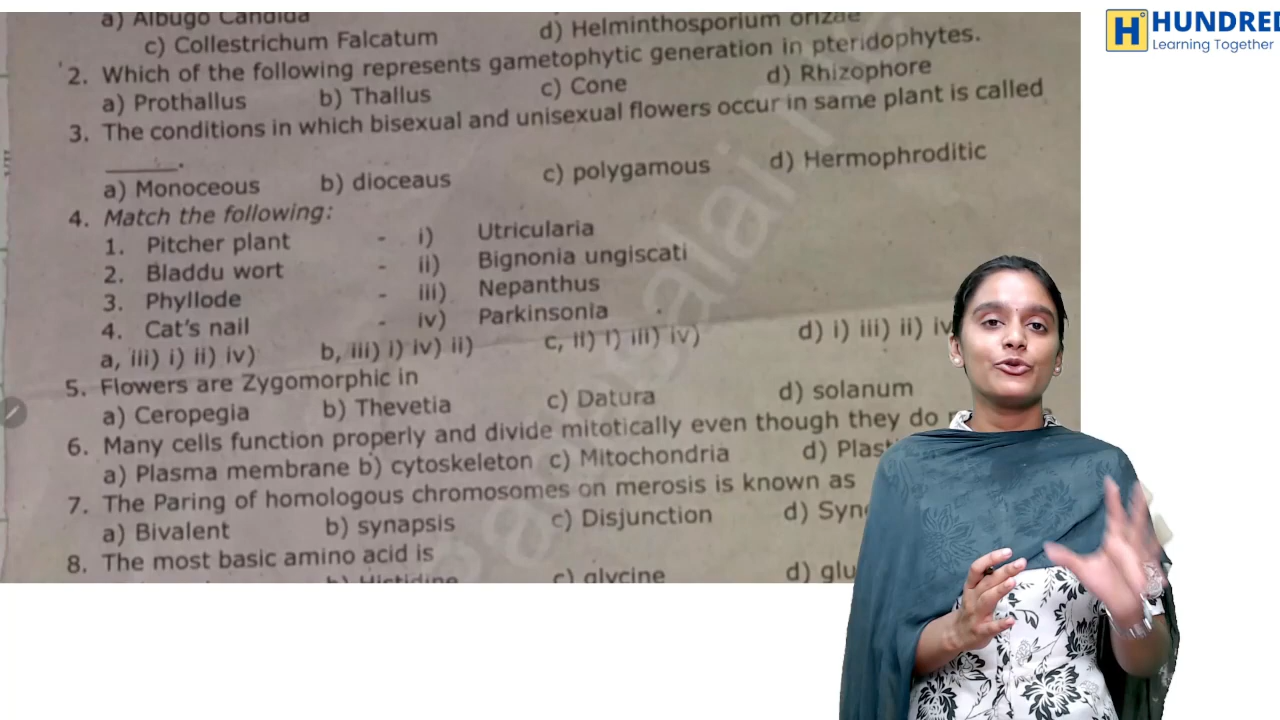 a) Albugo Candida d) Helminthosporium orizae
c) Collestrichum Falcatum
2. Which of the following represents gametophytic generation in pteridophytes.
a) Prothallus b) Thallus c) Cone d) Rhizophore
3. The conditions in which bisexual and unisexual flowers occur in same plant is called
______.
a) Monoceous b) dioceaus c) polygamous d) Hermophroditic
4. Match the following:
1. Pitcher plant - i) Utricularia
2. Bladdu wort - ii) Bignonia ungiscati
3. Phyllode - iii) Nepanthus
4. Cat's nail - iv) Parkinsonia
a, iii) i) ii) iv) b, iii) i) iv) ii) c, ii) i) iii) iv) d) i) iii) ii) iv
5. Flowers are Zygomorphic in
a) Ceropegia b) Thevetia c) Datura d) solanum
6. Many cells function properly and divide mitotically even though they do
a) Plasma membrane b) cytoskeleton c) Mitochondria d) Plas
7. The Paring of homologous chromosomes on merosis is known as
a) Bivalent b) synapsis c) Disjunction d) Syn
8. The most basic amino acid is
b) Histidine c) glycine d) glu
H HUNDRED
Learning Together